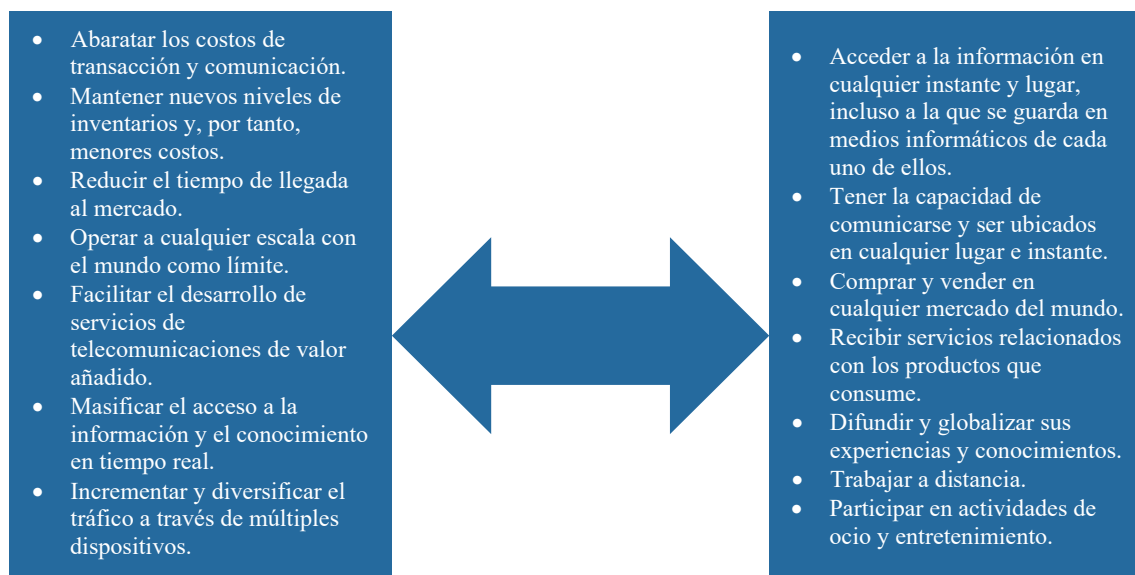 • Abaratar los costos de
transacción y comunicación.
• Mantener nuevos niveles de
inventarios y, por tanto,
menores costos.
• Reducir el tiempo de llegada
al mercado.
• Operar a cualquier escala con
el mundo como límite.
• Facilitar el desarrollo de
servicios de
telecomunicaciones de valor
añadido.
• Masificar el acceso a la
información y el conocimiento
en tiempo real.
• Incrementar y diversificar el
tráfico a través de múltiples
dispositivos.
• Acceder a la información en
cualquier instante y lugar,
incluso a la que se guarda en
medios informáticos de cada
uno de ellos.
• Tener la capacidad de
comunicarse y ser ubicados
en cualquier lugar e instante.
• Comprar y vender en
cualquier mercado del mundo.
• Recibir servicios relacionados
con los productos que
consume.
• Difundir y globalizar sus
experiencias y conocimientos.
• Trabajar a distancia.
• Participar en actividades de
ocio y entretenimiento.